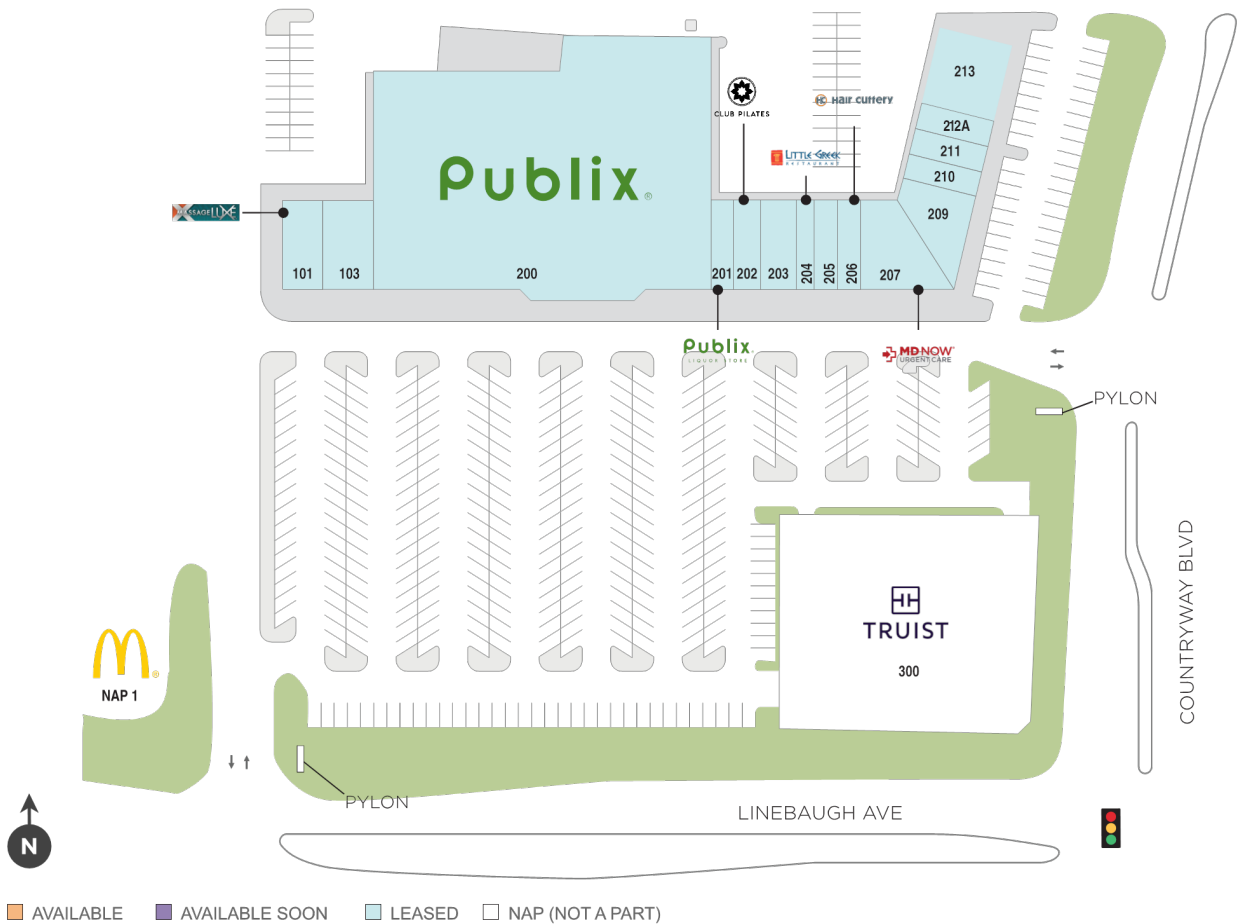 213
CLUB PILATES
HC Hair Cuttery
212A
LITTLE GREEK
RESTAURANT
211
210
Publix®
MASSAGELUXE
209
101
103
200
201
202
203
204
205
206
207
Publix®
LIQUOR STORE
MD NOW
URGENT CARE
PYLON
COUNTRYWAY BLVD
TRUIST
300
NAP 1
PYLON
LINEBAUGH AVE
N
AVAILABLE
AVAILABLE SOON
LEASED
NAP (NOT A PART)